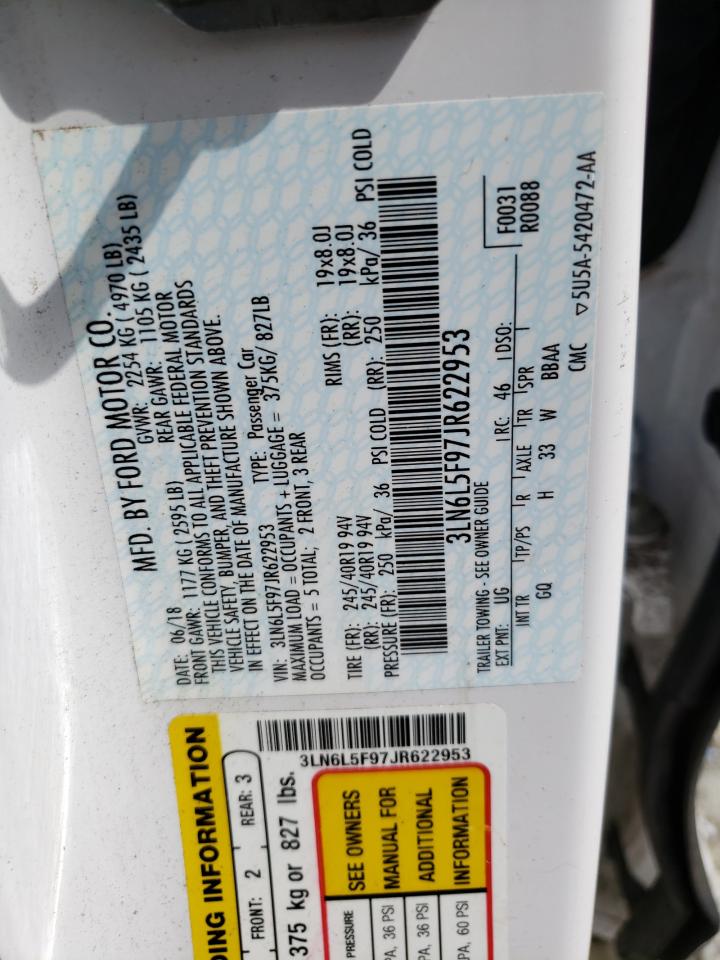 MFD. BY FORD MOTOR CO.
DATE: 06/18 GVWR: 2254 KG ( 4970 LB)
FRONT GAWR: 1177 KG ( 2595 LB) REAR GAWR: 1105 KG ( 2435 LB)
THIS VEHICLE CONFORMS TO ALL APPLICABLE FEDERAL MOTOR
VEHICLE SAFETY, BUMPER, AND THEFT PREVENTION STANDARDS
IN EFFECT ON THE DATE OF MANUFACTURE SHOWN ABOVE.
VIN: 3LN6L5F97JR622953 TYPE: Passenger Car
MAXIMUM LOAD = OCCUPANTS + LUGGAGE = 375KG/ 827LB
OCCUPANTS = 5 TOTAL; 2 FRONT, 3 REAR
TIRE (FR): 245/40R19 94V RIMS (FR): 19x8.0J
(RR): 245/40R19 94V (RR): 19x8.0J
PRESSURE (FR): 250 kPa/ 36 PSI COLD (RR): 250 kPa/ 36 PSI COLD
3LN6L5F97JR622953
TRAILER TOWING - SEE OWNER GUIDE
EXT PNT: UG RC: 46 DSO: F0031
R0088
INT TR TP/PS R AXLE TR SPR
GQ H 33 W BBAA
CMC ▽5U5A-5420472-AA
3LN6L5F97JR622953
DING INFORMATION
FRONT: 2 REAR: 3
375 kg or 827 lbs.
PRESSURE SEE OWNERS
PA, 36 PSI MANUAL FOR
PA, 36 PSI ADDITIONAL
PA, 60 PSI INFORMATION